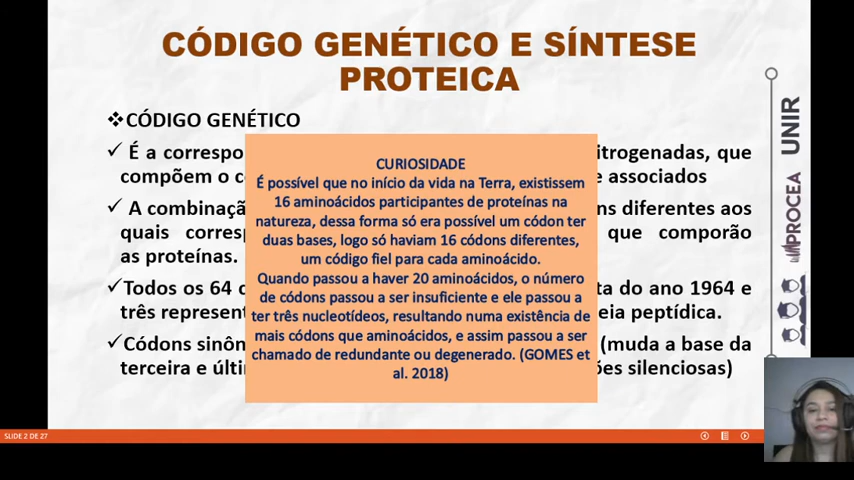 CÓDIGO GENÉTICO E SÍNTESE
PROTEICA
❖CÓDIGO GENÉTICO
✓ É a correspo itrogenadas, que
compõem o c e associados
✓ A combinaçã ns diferentes aos
quais corresp que comporão
as proteínas.
✓Todos os 64 c ta do ano 1964 e
três represent eia peptídica.
✓Códons sinôn (muda a base da
terceira e últi ões silenciosas)
CURIOSIDADE
É possível que no início da vida na Terra, existissem
16 aminoácidos participantes de proteínas na
natureza, dessa forma só era possível um códon ter
duas bases, logo só haviam 16 códons diferentes,
um código fiel para cada aminoácido.
Quando passou a haver 20 aminoácidos, o número
de códons passou a ser insuficiente e ele passou a
ter três nucleotídeos, resultando numa existência de
mais códons que aminoácidos, e assim passou a ser
chamado de redundante ou degenerado. (GOMES et
al. 2018)
UNIR
PROCEA
SLIDE 2 DE 27